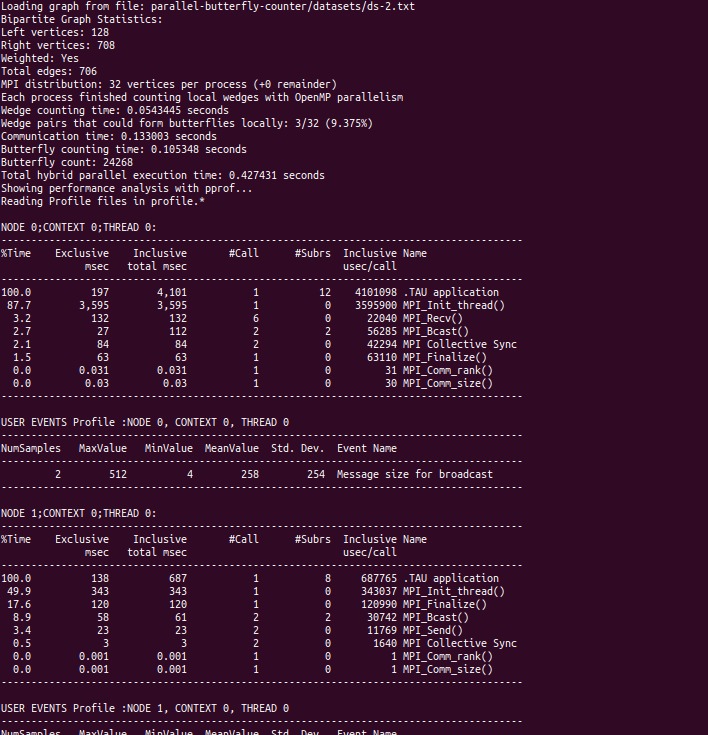 Loading graph from file: parallel-butterfly-counter/datasets/ds-2.txt
Bipartite Graph Statistics:
Left vertices: 128
Right vertices: 708
Weighted: Yes
Total edges: 706
MPI distribution: 32 vertices per process (+0 remainder)
Each process finished counting local wedges with OpenMP parallelism
Wedge counting time: 0.0543445 seconds
Wedge pairs that could form butterflies locally: 3/32 (9.375%)
Communication time: 0.133003 seconds
Butterfly counting time: 0.105348 seconds
Butterfly count: 24268
Total hybrid parallel execution time: 0.427431 seconds
Showing performance analysis with pprof...
Reading Profile files in profile.*
NODE 0;CONTEXT 0;THREAD 0:
---------------------------------------------------------------------------------------
%Time    Exclusive    Inclusive       #Call      #Subrs  Inclusive Name
              msec   total msec                          usec/call
---------------------------------------------------------------------------------------
100.0          197        4,101           1          12    4101098 .TAU application
 87.7        3,595        3,595           1           0    3595900 MPI_Init_thread()
  3.2          132          132           6           0      22040 MPI_Recv()
  2.7           27          112           2           2      56285 MPI_Bcast()
  2.1           84           84           2           0      42294 MPI Collective Sync
  1.5           63           63           1           0      63110 MPI_Finalize()
  0.0        0.031        0.031           1           0         31 MPI_Comm_rank()
  0.0         0.03         0.03           1           0         30 MPI_Comm_size()
---------------------------------------------------------------------------------------
USER EVENTS Profile :NODE 0, CONTEXT 0, THREAD 0
---------------------------------------------------------------------------------------
NumSamples   MaxValue   MinValue  MeanValue  Std. Dev.  Event Name
---------------------------------------------------------------------------------------
         2        512          4        258        254  Message size for broadcast
---------------------------------------------------------------------------------------
NODE 1;CONTEXT 0;THREAD 0:
---------------------------------------------------------------------------------------
%Time    Exclusive    Inclusive       #Call      #Subrs  Inclusive Name
              msec   total msec                          usec/call
---------------------------------------------------------------------------------------
100.0          138          687           1           8     687765 .TAU application
 49.9          343          343           1           0     343037 MPI_Init_thread()
 17.6          120          120           1           0     120990 MPI_Finalize()
  8.9           58           61           2           2      30742 MPI_Bcast()
  3.4           23           23           2           0      11769 MPI_Send()
  0.5            3            3           2           0       1640 MPI Collective Sync
  0.0        0.001        0.001           1           0          1 MPI_Comm_rank()
  0.0        0.001        0.001           1           0          1 MPI_Comm_size()
---------------------------------------------------------------------------------------
USER EVENTS Profile :NODE 1, CONTEXT 0, THREAD 0
---------------------------------------------------------------------------------------
NumSamples   MaxValue   MinValue  MeanValue  Std. Dev.  Event Name